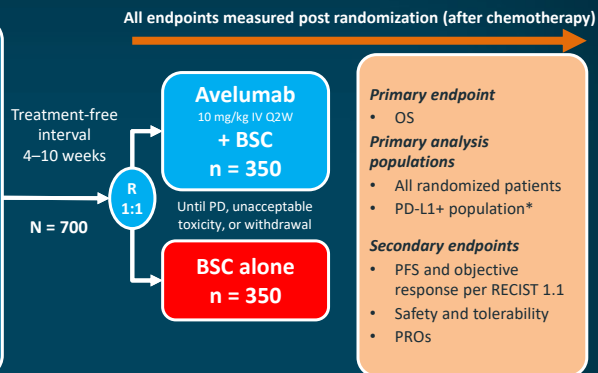 All endpoints measured post randomization (after chemotherapy)
Treatment-free
interval
4–10 weeks
N = 700
R
1:1
Avelumab
10 mg/kg IV Q2W
+ BSC
n = 350
Until PD, unacceptable
toxicity, or withdrawal
BSC alone
n = 350
Primary endpoint
• OS
Primary analysis
populations
• All randomized patients
• PD-L1+ population*
Secondary endpoints
• PFS and objective
response per RECIST 1.1
• Safety and tolerability
• PROs